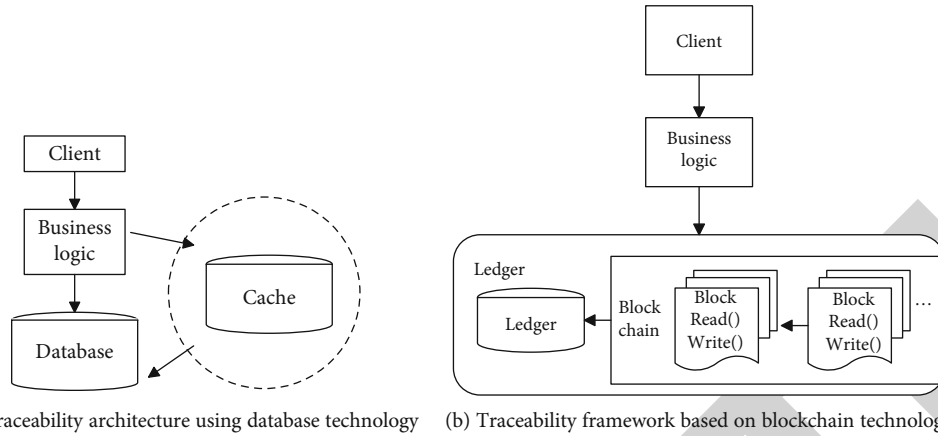 Client
Business
logic
Database
Cache
raceability architecture using database technology
Client
Business
logic
Ledger
Ledger
Block
chain
Block
Read()
Write()
Block
Read()
Write()
...
(b) Traceability framework based on blockchain technolog